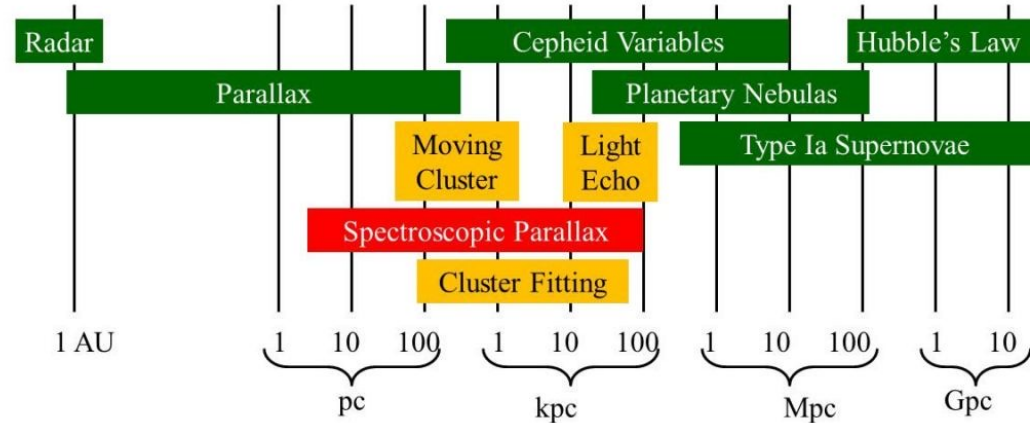 Radar
Cepheid Variables
Hubble's Law
Parallax
Planetary Nebulas
Moving
Cluster
Light
Echo
Type Ia Supernovae
Spectroscopic Parallax
Cluster Fitting
1 AU
1 10 100
1 10 100
1 10 100
1 10
pc
kpc
Mpc
Gpc